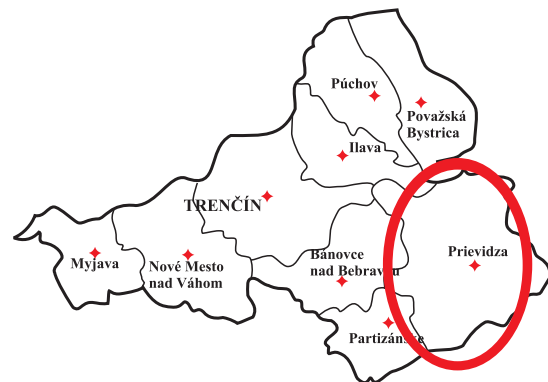 Púchov
Považská
Bystrica
Ilava
TRENČÍN
Prievidza
Bánovce
nad Bebravou
Myjava
Nové Mesto
nad Váhom
Partizánske